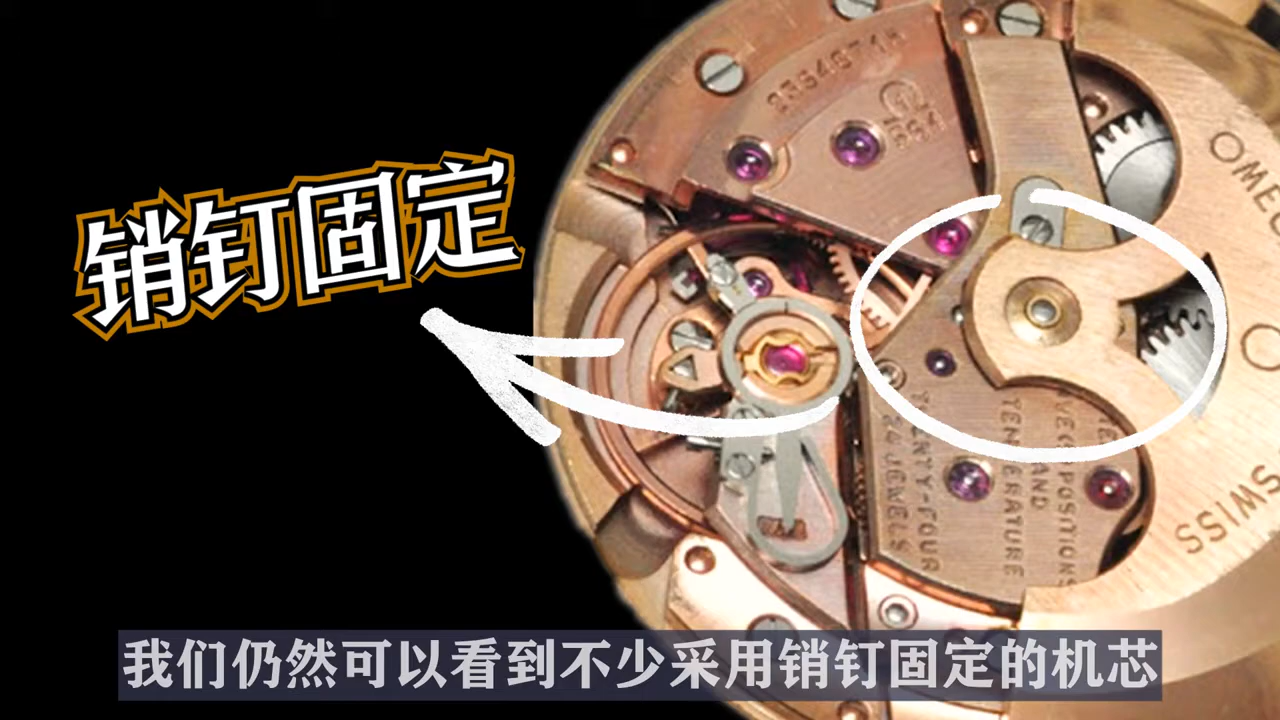 销钉固定
551
OMEG
SWISS
TWENTY-FOUR
24 JEWELS
AND
TEMPERATURE
POSITIONS
我们仍然可以看到不少采用销钉固定的机芯